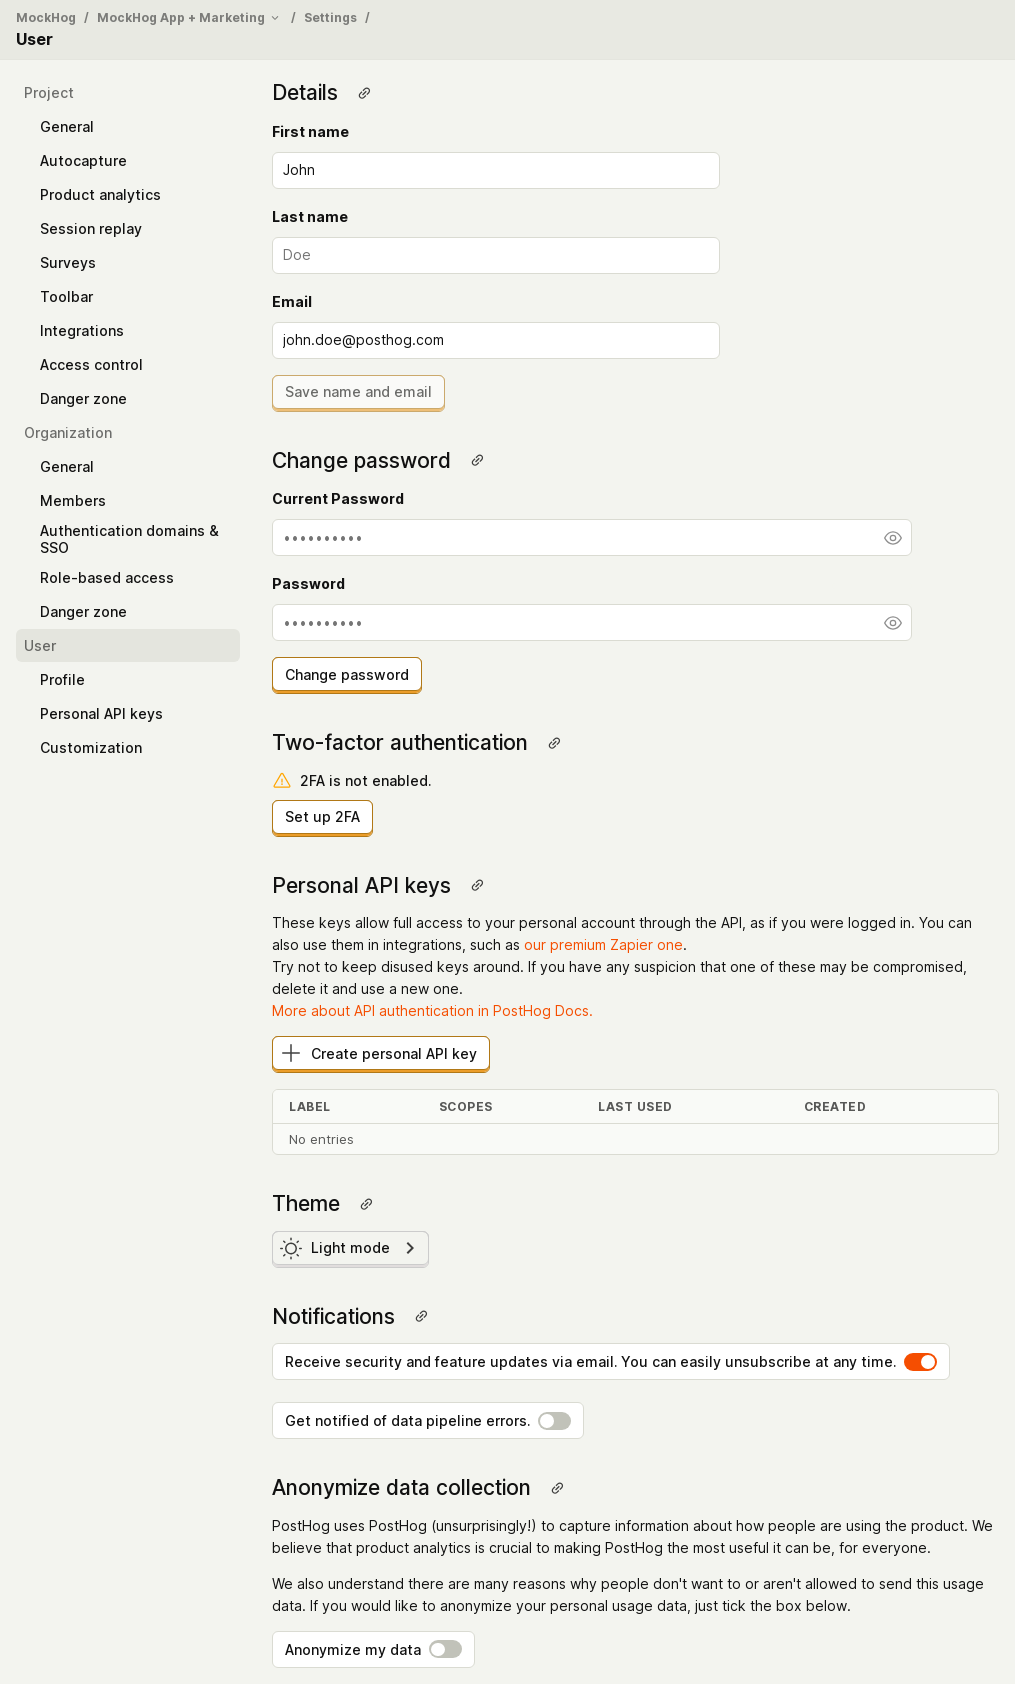 MockHog / MockHog App + Marketing / Settings /
User
Project
General
Autocapture
Product analytics
Session replay
Surveys
Toolbar
Integrations
Access control
Danger zone
Organization
General
Members
Authentication domains &
SSO
Role-based access
Danger zone
User
Profile
Personal API keys
Customization
Details
First name
John
Last name
Doe
Email
john.doe@posthog.com
Save name and email
Change password
Current Password
••••••••••
Password
••••••••••
Change password
Two-factor authentication
2FA is not enabled.
Set up 2FA
Personal API keys
These keys allow full access to your personal account through the API, as if you were logged in. You can
also use them in integrations, such as our premium Zapier one.
Try not to keep disused keys around. If you have any suspicion that one of these may be compromised,
delete it and use a new one.
More about API authentication in PostHog Docs.
Create personal API key
LABEL SCOPES LAST USED CREATED
No entries
Theme
Light mode
Notifications
Receive security and feature updates via email. You can easily unsubscribe at any time.
Get notified of data pipeline errors.
Anonymize data collection
PostHog uses PostHog (unsurprisingly!) to capture information about how people are using the product. We
believe that product analytics is crucial to making PostHog the most useful it can be, for everyone.
We also understand there are many reasons why people don't want to or aren't allowed to send this usage
data. If you would like to anonymize your personal usage data, just tick the box below.
Anonymize my data